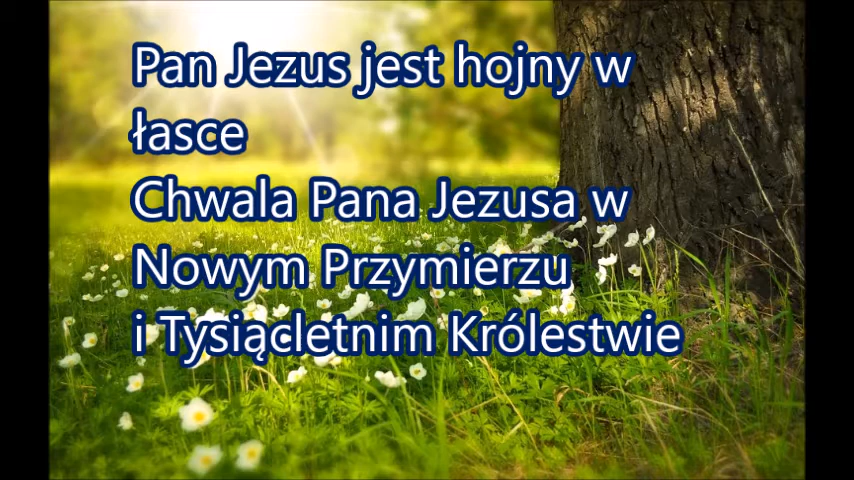 Pan Jezus jest hojny w
łasce
Chwala Pana Jezusa w
Nowym Przymierzu
i Tysiącletnim Królestwie